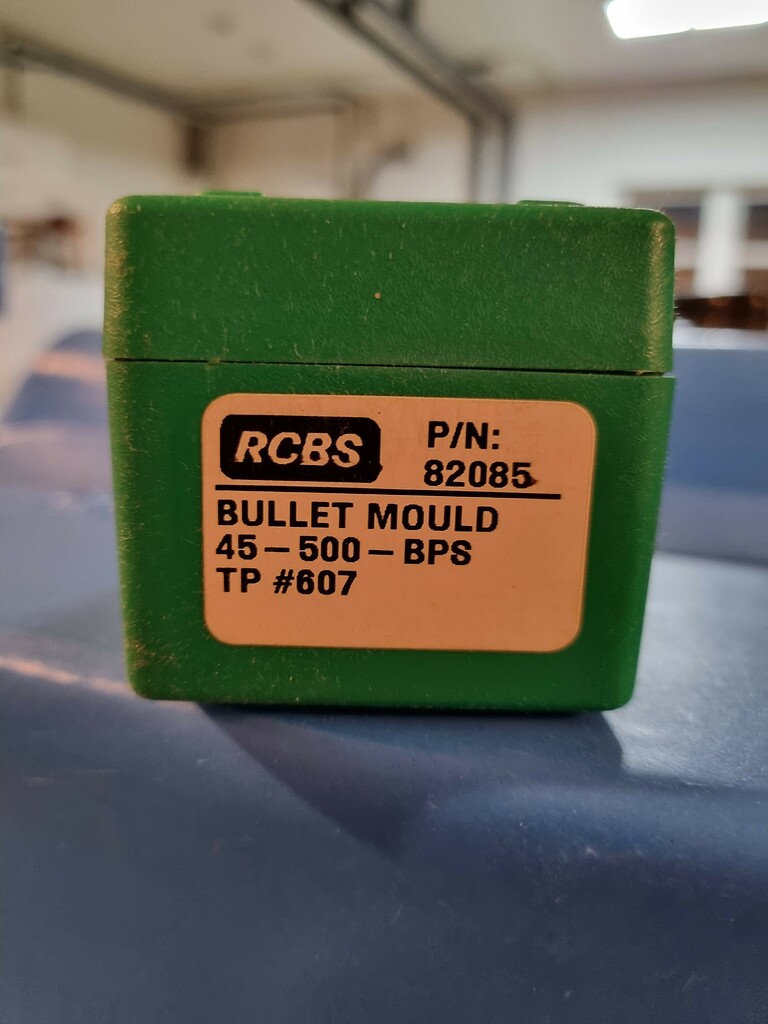 RCBS P/N:
82085
BULLET MOULD
45-500-BPS
TP #607